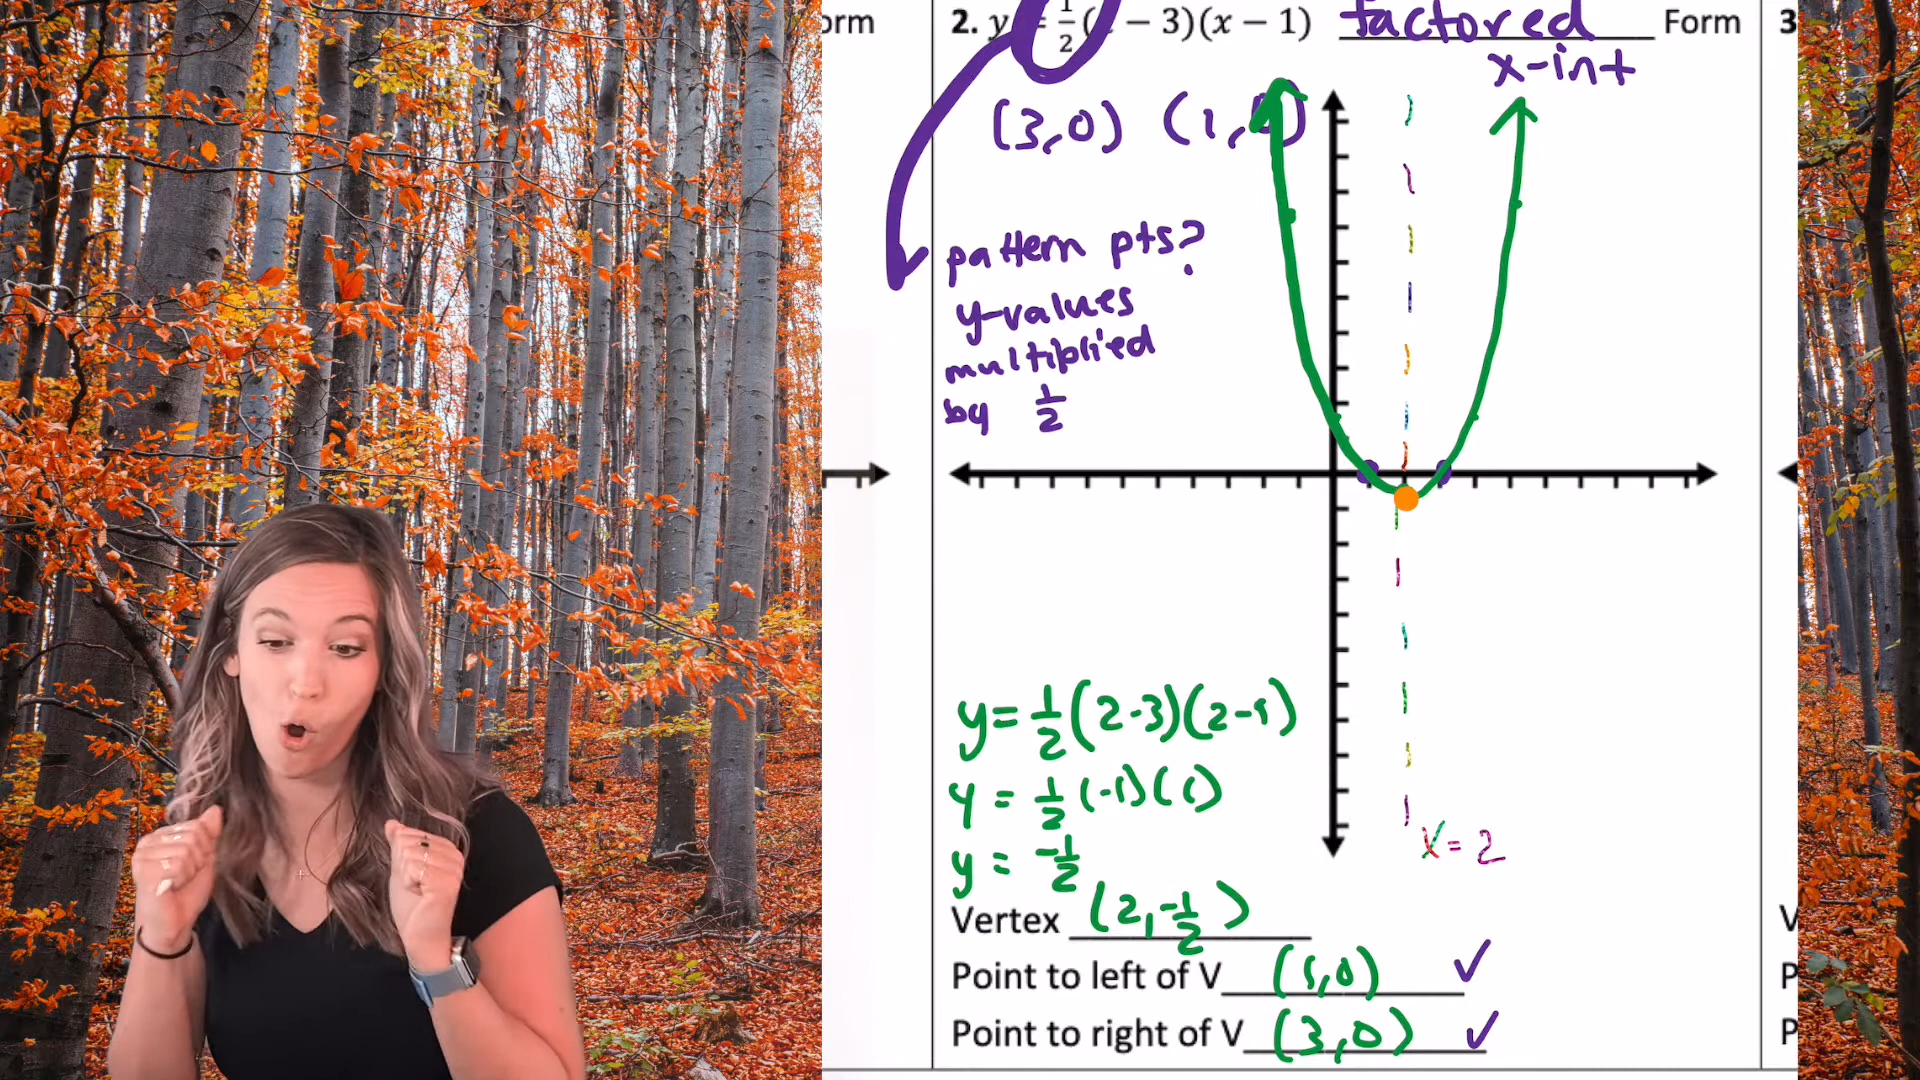 orm
2. y = 1/2( - 3)(x − 1) factored Form
3
x-int
(3,0) (1, )
pattern pts?
y-values
multiplied
by 1/2
y = 1/2(2-3)(2-1)
y = 1/2(-1)(1)
y = -1/2
x = 2
Vertex (2, -1/2)
V
Point to left of V (1,0) ✓
P
Point to right of V (3,0) ✓
P